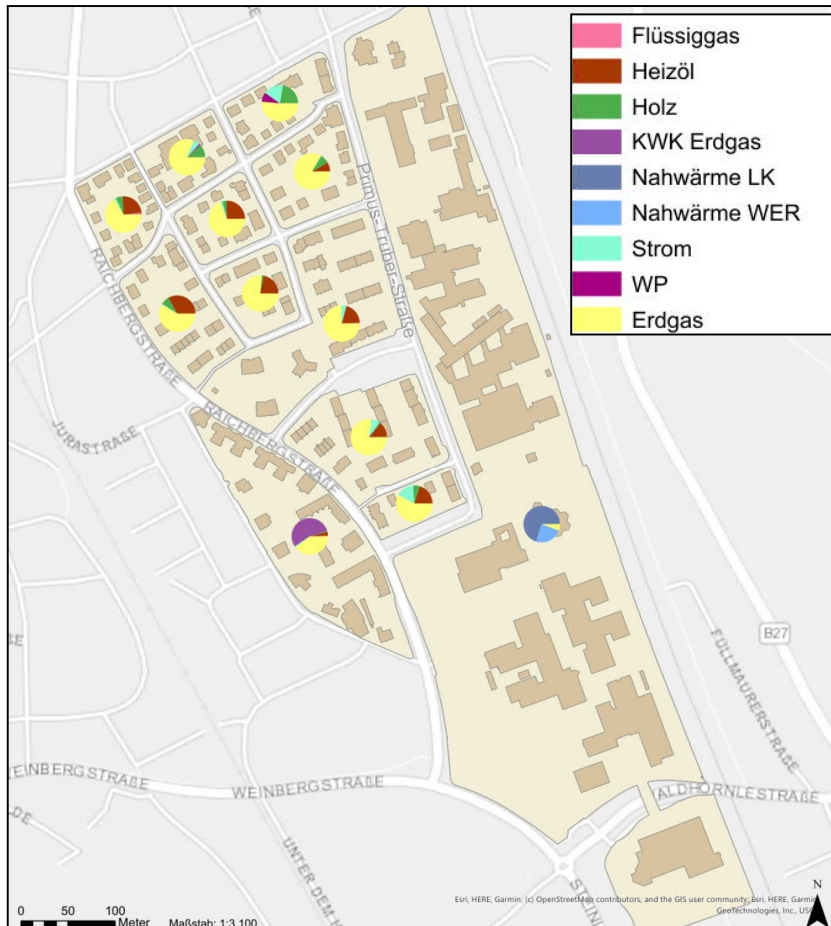 Flüssiggas
Heizöl
Holz
KWK Erdgas
Nahwärme LK
Nahwärme WER
Strom
WP
Erdgas
Primus-Truber-Straße
RAICHBERGSTRAßE
JURASTRAßE
RAICHBERGSTRAßE
B27
FÜLLMAURERSTRAßE
WEINBERGSTRAßE
EINBERGSTRAßE
ALDHÖRNLESTRAßE
UNTER DEM
STEIN
N
0 50 100
Meter Maßstab: 1:3.100
Esri, HERE, Garmin, (c) OpenStreetMap contributors, and the GIS user community; Esri, HERE, Garmin
GeoTechnologies, Inc.,